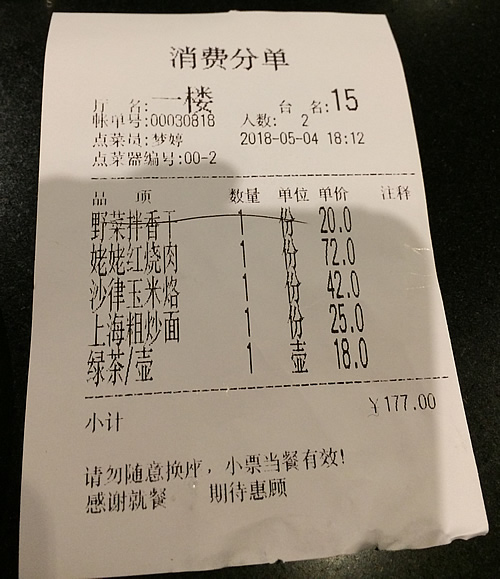 消费分单
厅 名:一楼 台 名:15
帐单号:00030818 人数: 2
点菜员:梦婷 2018-05-04 18:12
点菜器编号:00-2
品 项 数量 单位 单价 注释
野菜拌香干 1 份 20.0
姥姥红烧肉 1 份 72.0
沙律玉米烙 1 份 42.0
上海粗炒面 1 份 25.0
绿茶/壶 1 壶 18.0
小计 ￥177.00
请勿随意换座，小票当餐有效!
感谢就餐 期待惠顾